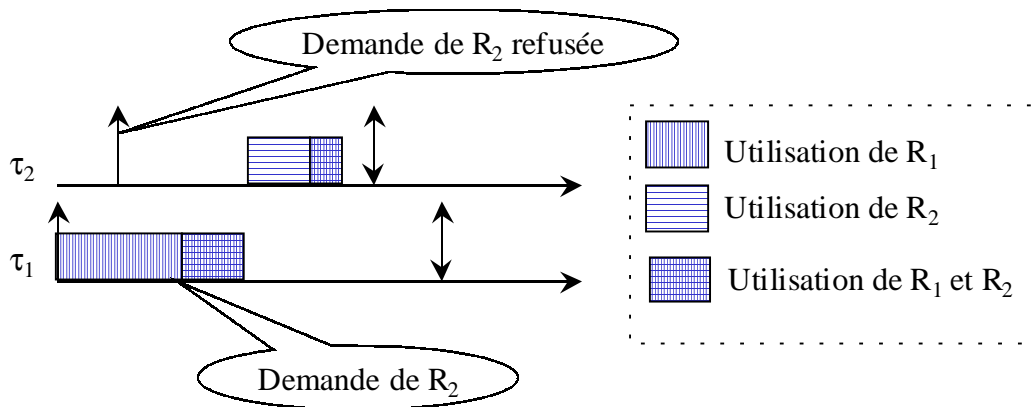 Demande de R₂ refusée
τ₂
τ₁
Demande de R₂
Utilisation de R₁
Utilisation de R₂
Utilisation de R₁ et R₂